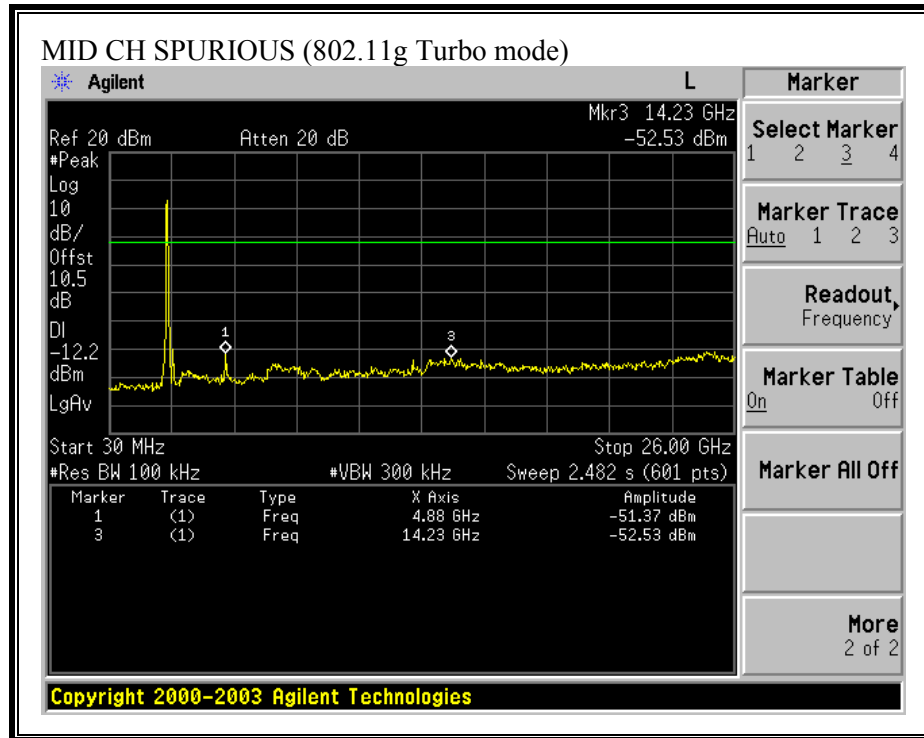 MID CH SPURIOUS (802.11g Turbo mode)
Agilent L Marker
Mkr3 14.23 GHz
Ref 20 dBm Atten 20 dB -52.53 dBm
#Peak
Log
10
dB/
Offst
10.5
dB
DI
-12.2
dBm
LgAv
1
3
Start 30 MHz Stop 26.00 GHz
#Res BW 100 kHz #VBW 300 kHz Sweep 2.482 s (601 pts)
Marker Trace Type X Axis Amplitude
1 (1) Freq 4.88 GHz -51.37 dBm
3 (1) Freq 14.23 GHz -52.53 dBm
Select Marker
1 2 3 4
Marker Trace
Auto 1 2 3
Readout
Frequency
Marker Table
On Off
Marker All Off
More
2 of 2
Copyright 2000-2003 Agilent Technologies